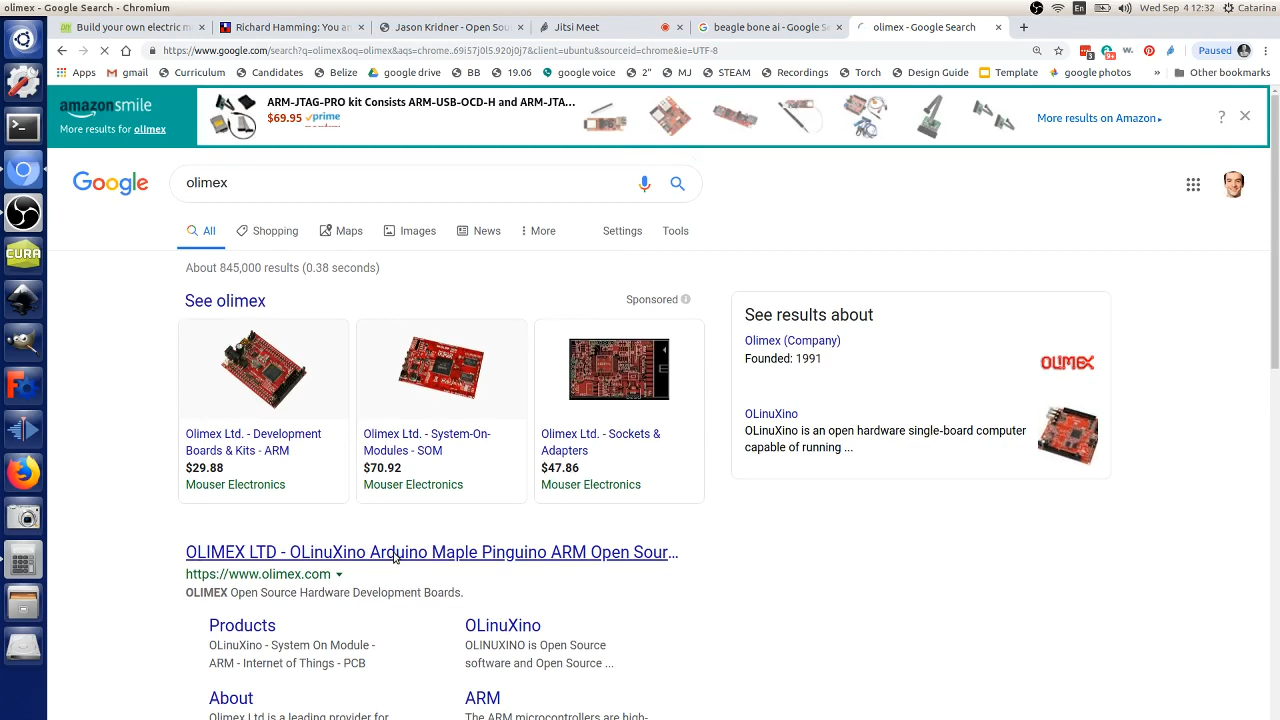 olimex - Google Search - Chromium
En
Wed Sep 4 12:32
Catarina
Build your own electric m
Richard Hamming: You an
Jason Kridner - Open Sou
Jitsi Meet
beagle bone ai - Google S
olimex - Google Search
https://www.google.com/search?q=olimex&oq=olimex&aqs=chrome..69i57j0l5.920j0j7&client=ubuntu&sourceid=chrome&ie=UTF-8
3
9+
w.
Paused
Apps
gmail
Curriculum
Candidates
Belize
google drive
BB
19.06
google voice
2"
MJ
STEAM
Recordings
Torch
Design Guide
Template
google photos
»
Other bookmarks
amazonsmile
More results for olimex
ARM-JTAG-PRO kit Consists ARM-USB-OCD-H and ARM-JTA...
$69.95 prime
More results on Amazon
?
Google
olimex
All
Shopping
Maps
Images
News
More
Settings
Tools
About 845,000 results (0.38 seconds)
See olimex
Sponsored
Olimex Ltd. - Development
Boards & Kits - ARM
$29.88
Mouser Electronics
Olimex Ltd. - System-On-
Modules - SOM
$70.92
Mouser Electronics
Olimex Ltd. - Sockets &
Adapters
$47.86
Mouser Electronics
See results about
Olimex (Company)
Founded: 1991
OLIMEX
OLinuXino
OLinuXino is an open hardware single-board computer
capable of running ...
OLIMEX LTD - OLinuXino Arduino Maple Pinguino ARM Open Sour...
https://www.olimex.com
OLIMEX Open Source Hardware Development Boards.
Products
OLinuXino - System On Module -
ARM - Internet of Things - PCB
OLinuXino
OLINUXINO is Open Source
software and Open Source ...
About
Olimex Ltd is a leading provider for
ARM
The ARM microcontrollers are high-
CURA